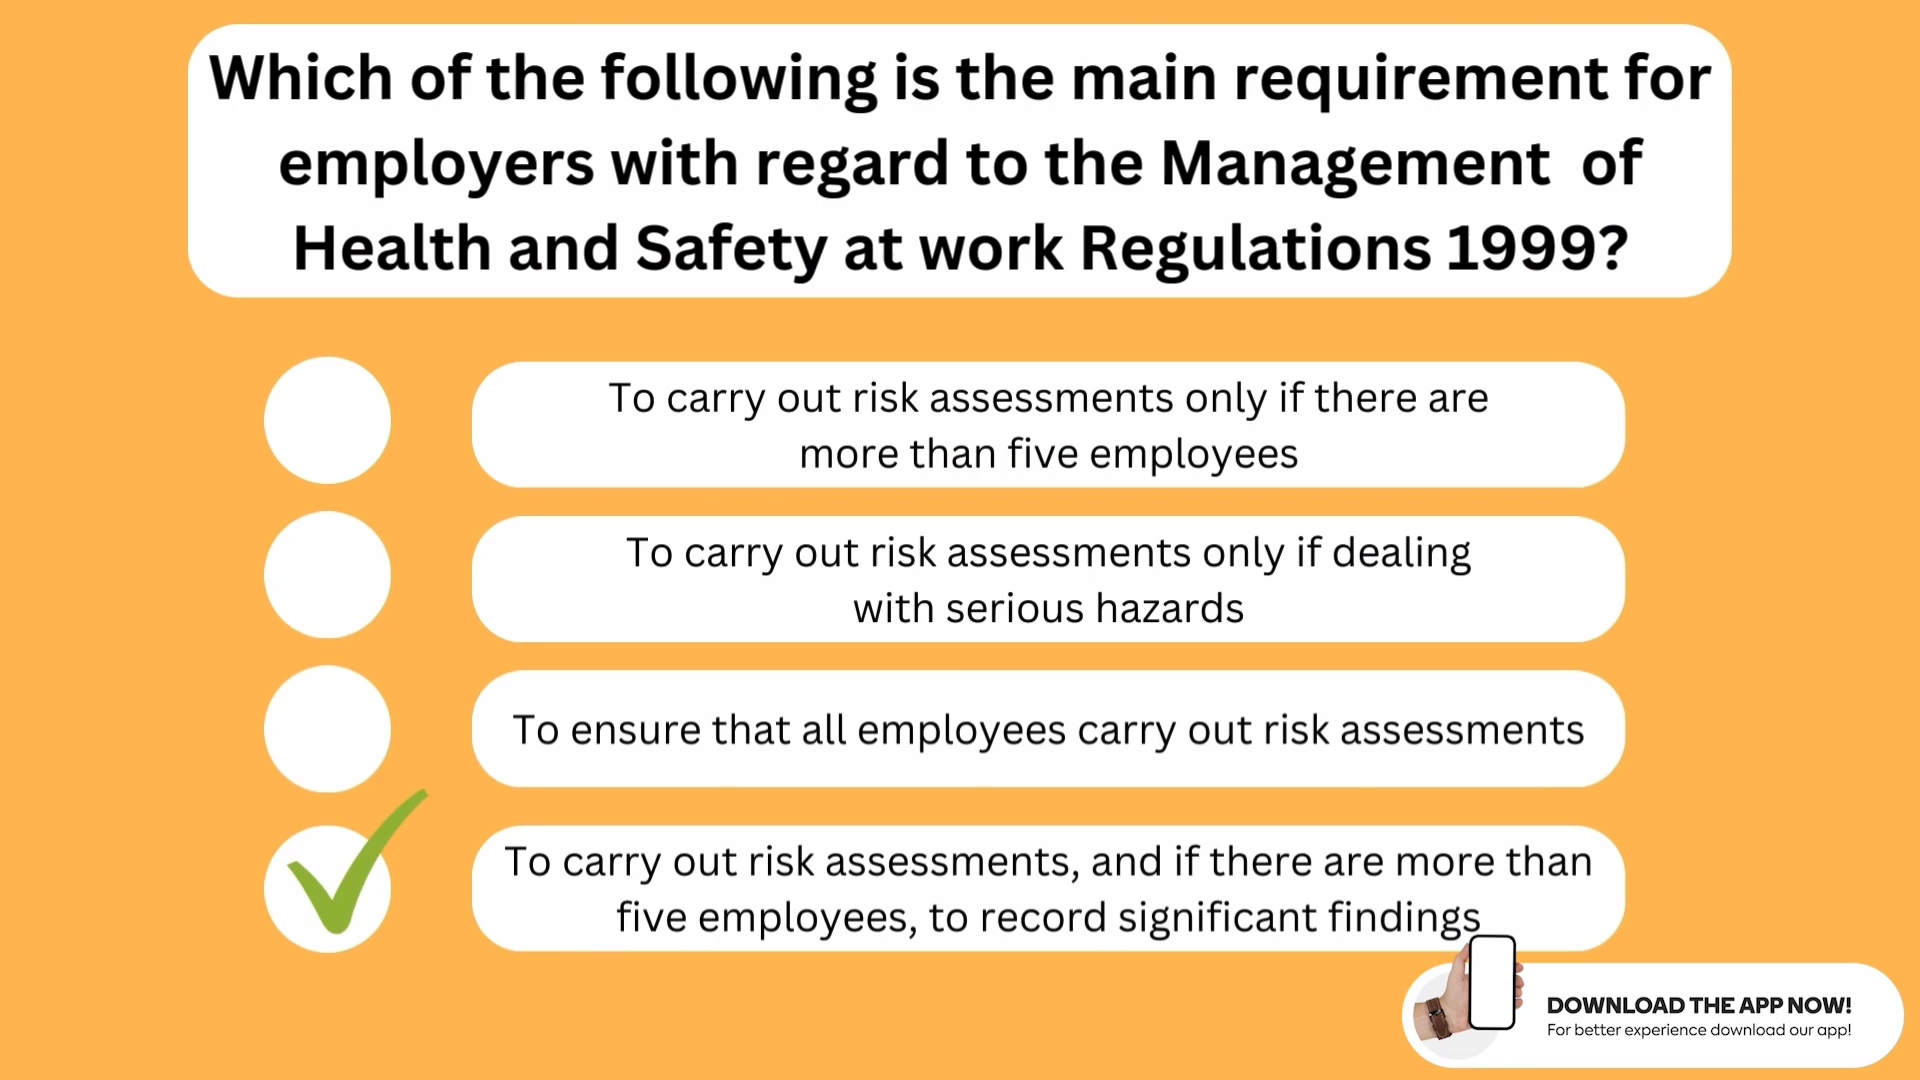 Which of the following is the main requirement for
employers with regard to the Management of
Health and Safety at work Regulations 1999?
To carry out risk assessments only if there are
more than five employees
To carry out risk assessments only if dealing
with serious hazards
To ensure that all employees carry out risk assessments
To carry out risk assessments, and if there are more than
five employees, to record significant findings
DOWNLOAD THE APP NOW!
For better experience download our app!